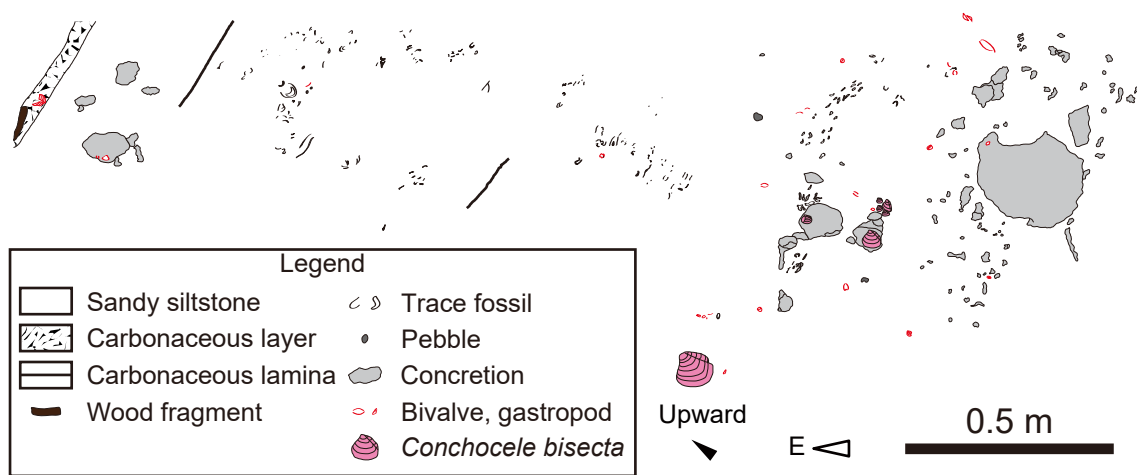 Legend
Sandy siltstone
Carbonaceous layer
Carbonaceous lamina
Wood fragment
Trace fossil
Pebble
Concretion
Bivalve, gastropod
Conchocele bisecta
Upward
E
0.5 m